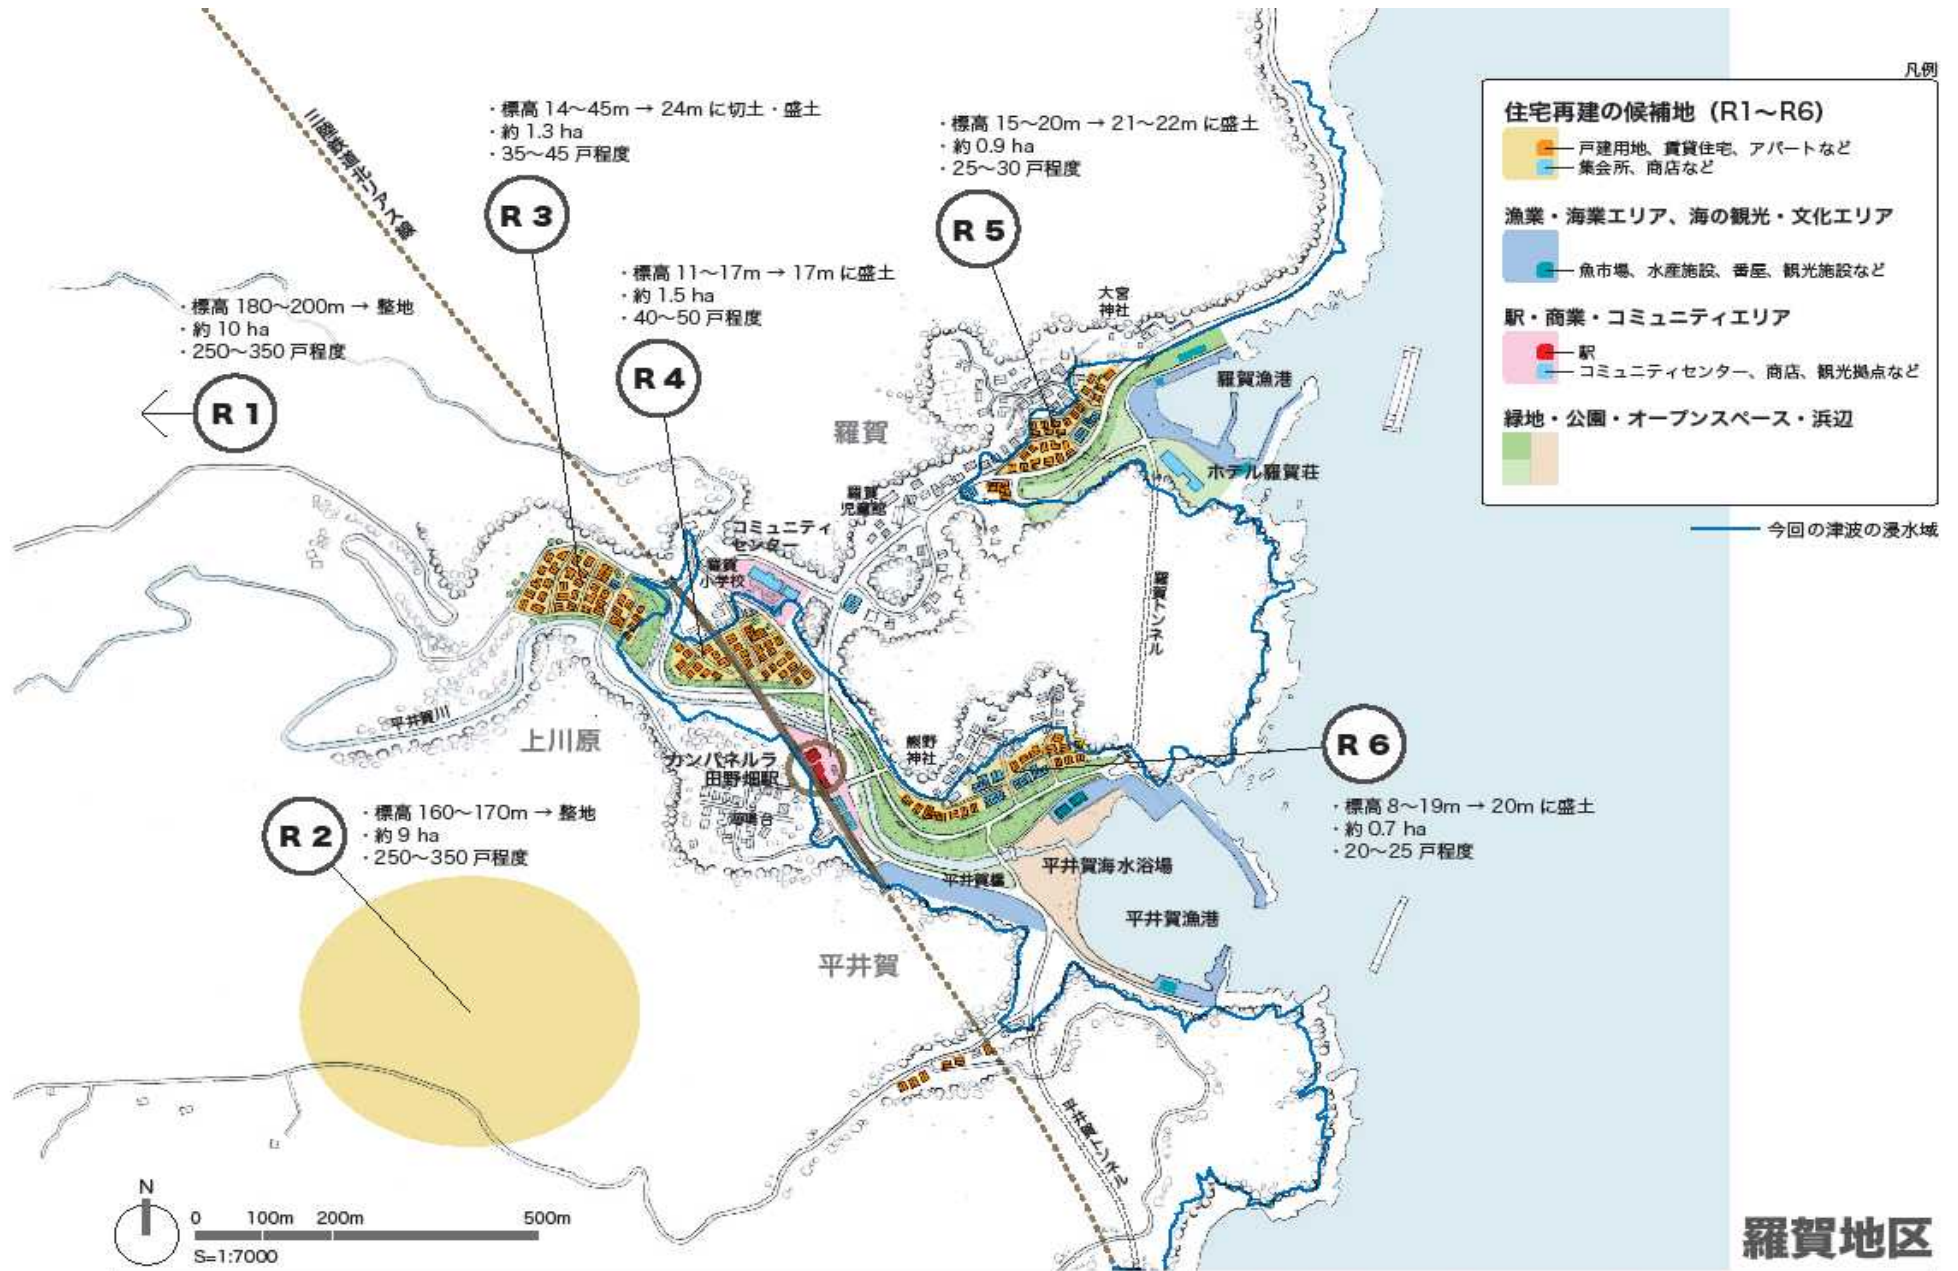 凡例
住宅再建の候補地（R1〜R6）
戸建用地、賃貸住宅、アパートなど
集会所、商店など
漁業・海業エリア、海の観光・文化エリア
魚市場、水産施設、番屋、観光施設など
駅・商業・コミュニティエリア
駅
コミュニティセンター、商店、観光拠点など
緑地・公園・オープンスペース・浜辺
今回の津波の浸水域
三陸鉄道北リアス線
・標高 14〜45m → 24m に切土・盛土
・約 1.3 ha
・35〜45 戸程度
R 3
・標高 15〜20m → 21〜22m に盛土
・約 0.9 ha
・25〜30 戸程度
R 5
・標高 11〜17m → 17m に盛土
・約 1.5 ha
・40〜50 戸程度
R 4
・標高 180〜200m → 整地
・約 10 ha
・250〜350 戸程度
R 1
大宮
神社
羅賀漁港
羅賀
ホテル羅賀荘
羅賀
児童館
コミュニティ
センター
羅賀
小学校
羅賀トンネル
平井賀川
上川原
熊野
神社
カンパネルラ
田野畑駅
海鳴台
R 6
・標高 8〜19m → 20m に盛土
・約 0.7 ha
・20〜25 戸程度
R 2
・標高 160〜170m → 整地
・約 9 ha
・250〜350 戸程度
平井賀海水浴場
平井賀橋
平井賀漁港
平井賀
平井賀トンネル
N
0 100m 200m 500m
S=1:7000
羅賀地区